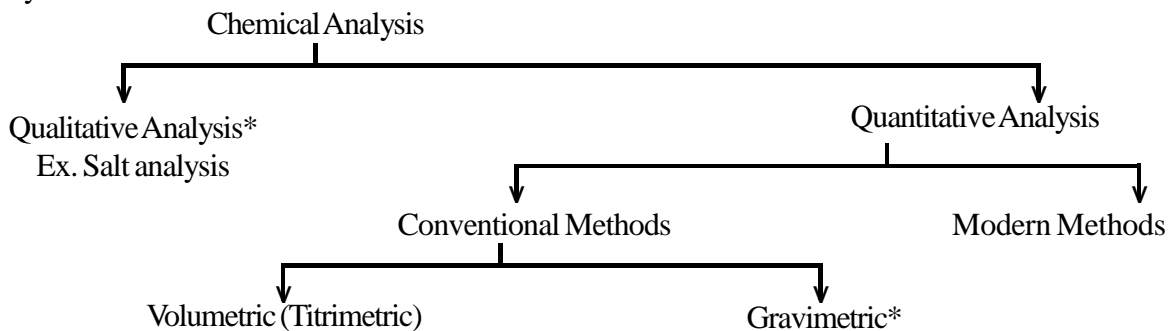 Chemical Analysis
Qualitative Analysis*
Ex. Salt analysis
Quantitative Analysis
Conventional Methods
Modern Methods
Volumetric (Titrimetric)
Gravimetric*